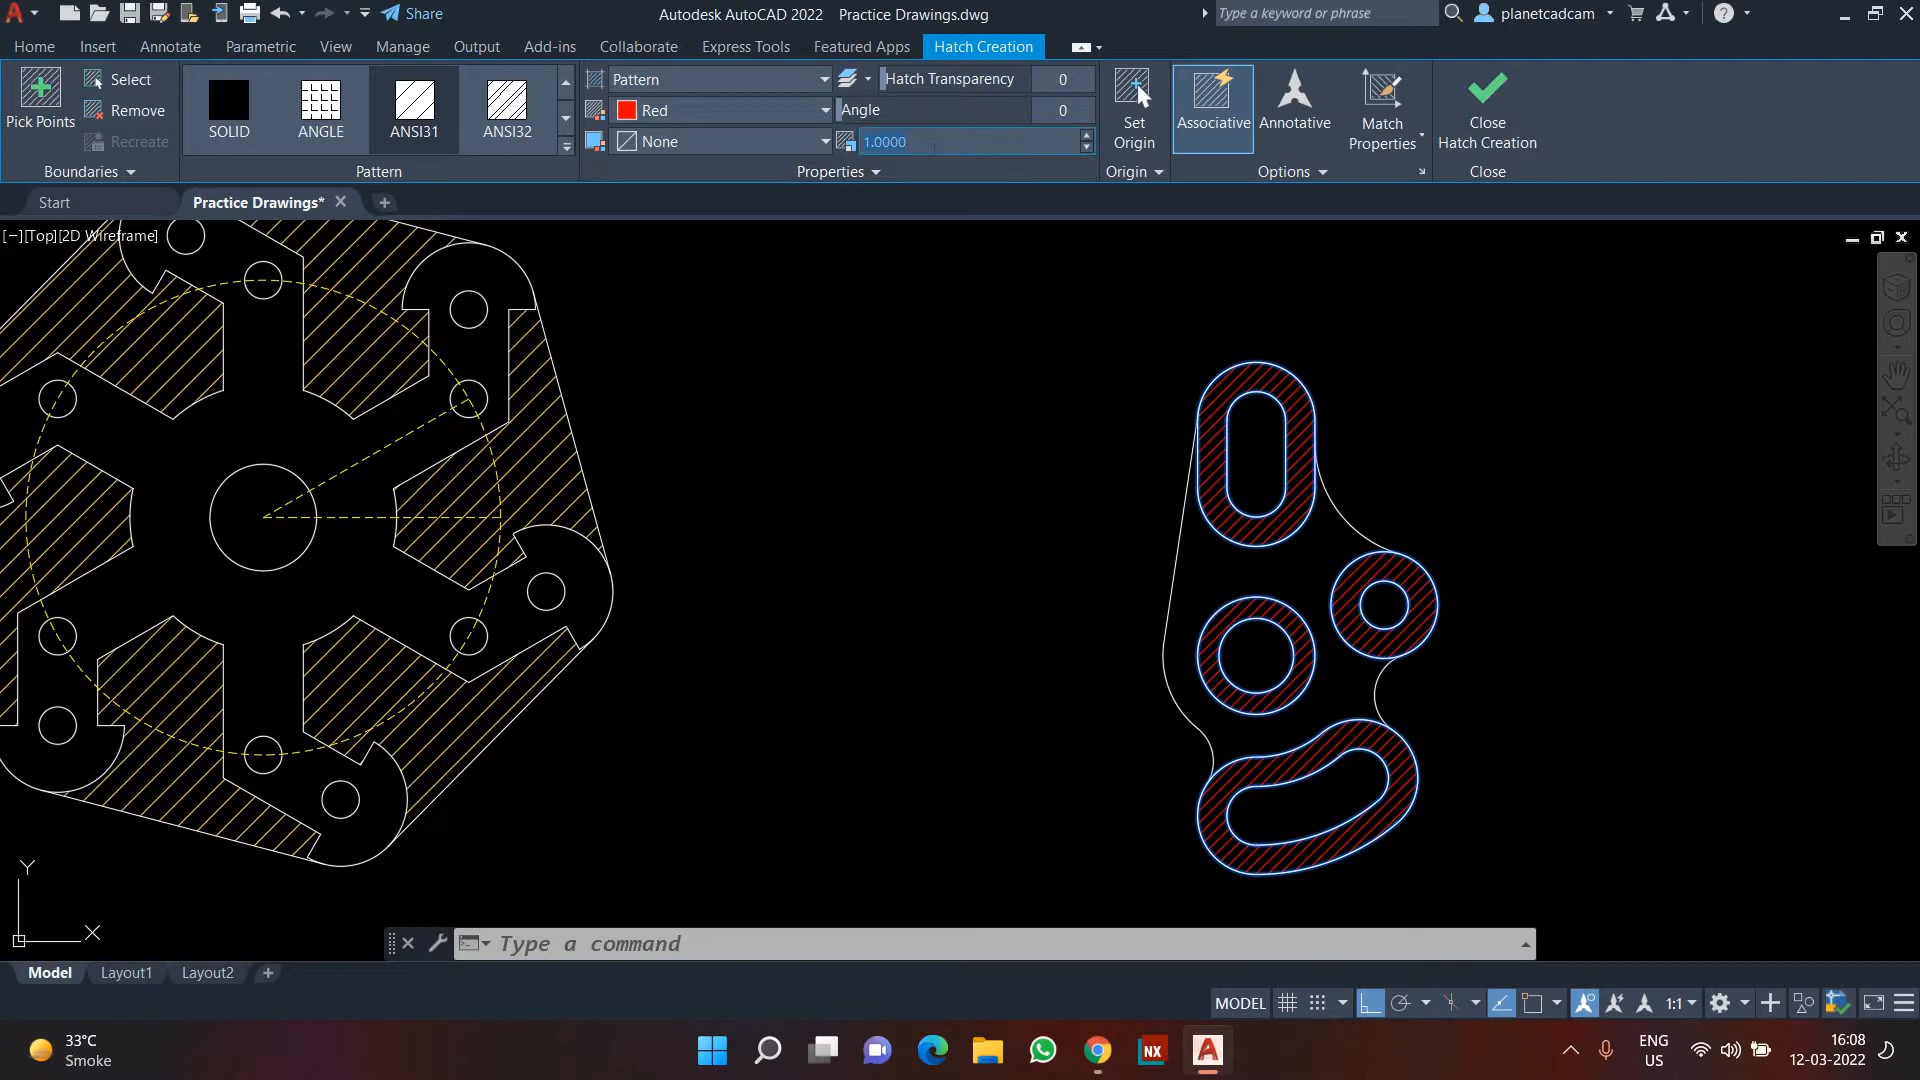 Share
Autodesk AutoCAD 2022 Practice Drawings.dwg
Type a keyword or phrase
planetcadcam
Home Insert Annotate Parametric View Manage Output Add-ins Collaborate Express Tools Featured Apps Hatch Creation
Pick Points
Select
Remove
Recreate
Boundaries
SOLID
ANGLE
ANSI31
ANSI32
Pattern
Pattern
Red
None
Hatch Transparency 0
Angle 0
1.0000
Properties
Set
Origin
Origin
Associative
Annotative
Match
Properties
Options
Close
Hatch Creation
Close
Start
Practice Drawings*
[−][Top][2D Wireframe]
Y
X
Type a command
Model Layout1 Layout2
MODEL
1:1
33°C
Smoke
NX
A
ENG
US
16:08
12-03-2022